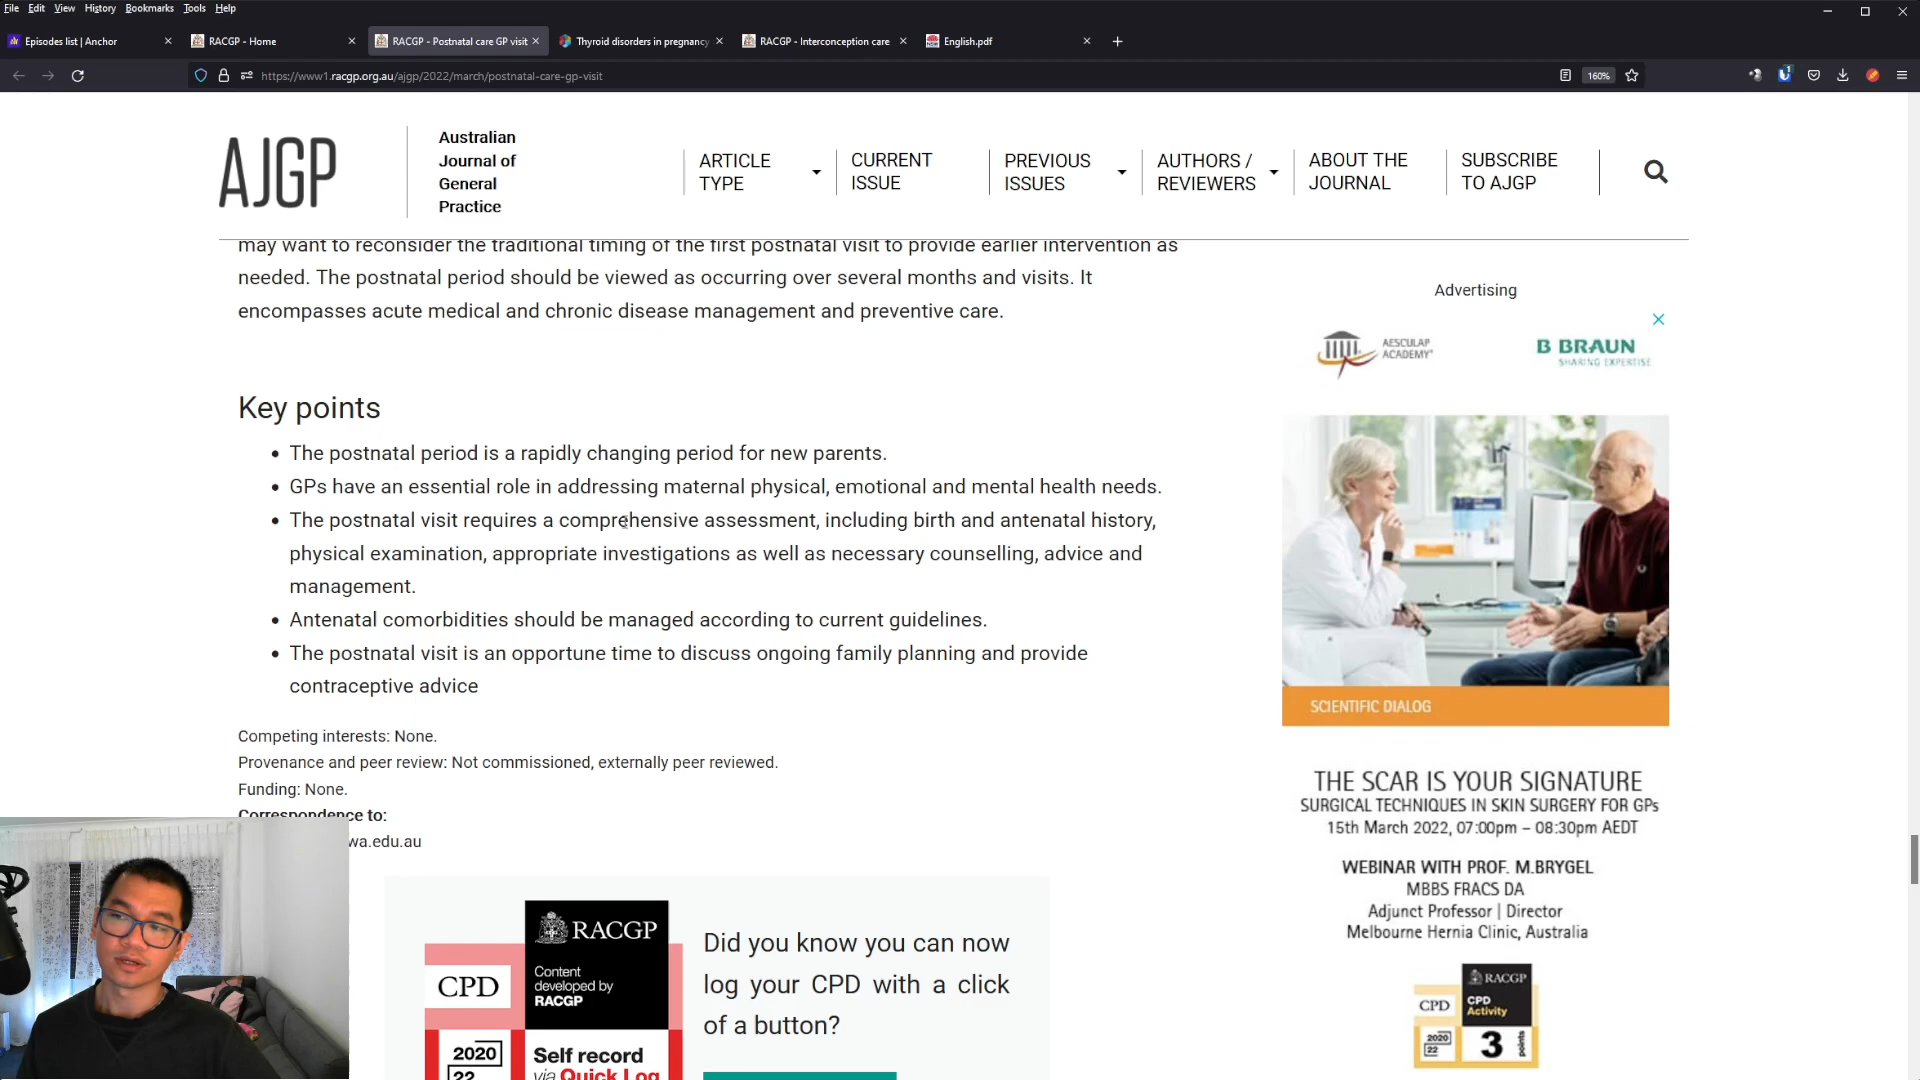 File Edit View History Bookmarks Tools Help
Episodes list | Anchor
RACGP - Home
RACGP - Postnatal care GP visit
Thyroid disorders in pregnancy
RACGP - Interconception care
English.pdf
https://www1.racgp.org.au/ajgp/2022/march/postnatal-care-gp-visit
160%
AJGP
Australian
Journal of
General
Practice
ARTICLE
TYPE
CURRENT
ISSUE
PREVIOUS
ISSUES
AUTHORS /
REVIEWERS
ABOUT THE
JOURNAL
SUBSCRIBE
TO AJGP
may want to reconsider the traditional timing of the first postnatal visit to provide earlier intervention as
needed. The postnatal period should be viewed as occurring over several months and visits. It
encompasses acute medical and chronic disease management and preventive care.
Key points
• The postnatal period is a rapidly changing period for new parents.
• GPs have an essential role in addressing maternal physical, emotional and mental health needs.
• The postnatal visit requires a comprehensive assessment, including birth and antenatal history,
physical examination, appropriate investigations as well as necessary counselling, advice and
management.
• Antenatal comorbidities should be managed according to current guidelines.
• The postnatal visit is an opportune time to discuss ongoing family planning and provide
contraceptive advice
Competing interests: None.
Provenance and peer review: Not commissioned, externally peer reviewed.
Funding: None.
Correspondence to:
wa.edu.au
RACGP
CPD
Content
developed by
RACGP
2020
22
Self record
via Quick Log
Did you know you can now
log your CPD with a click
of a button?
Advertising
AESCULAP
ACADEMY
B BRAUN
SHARING EXPERTISE
SCIENTIFIC DIALOG
THE SCAR IS YOUR SIGNATURE
SURGICAL TECHNIQUES IN SKIN SURGERY FOR GPs
15th March 2022, 07:00pm – 08:30pm AEDT
WEBINAR WITH PROF. M.BRYGEL
MBBS FRACS DA
Adjunct Professor | Director
Melbourne Hernia Clinic, Australia
RACGP
CPD
CPD
Activity
2020
22
3
points